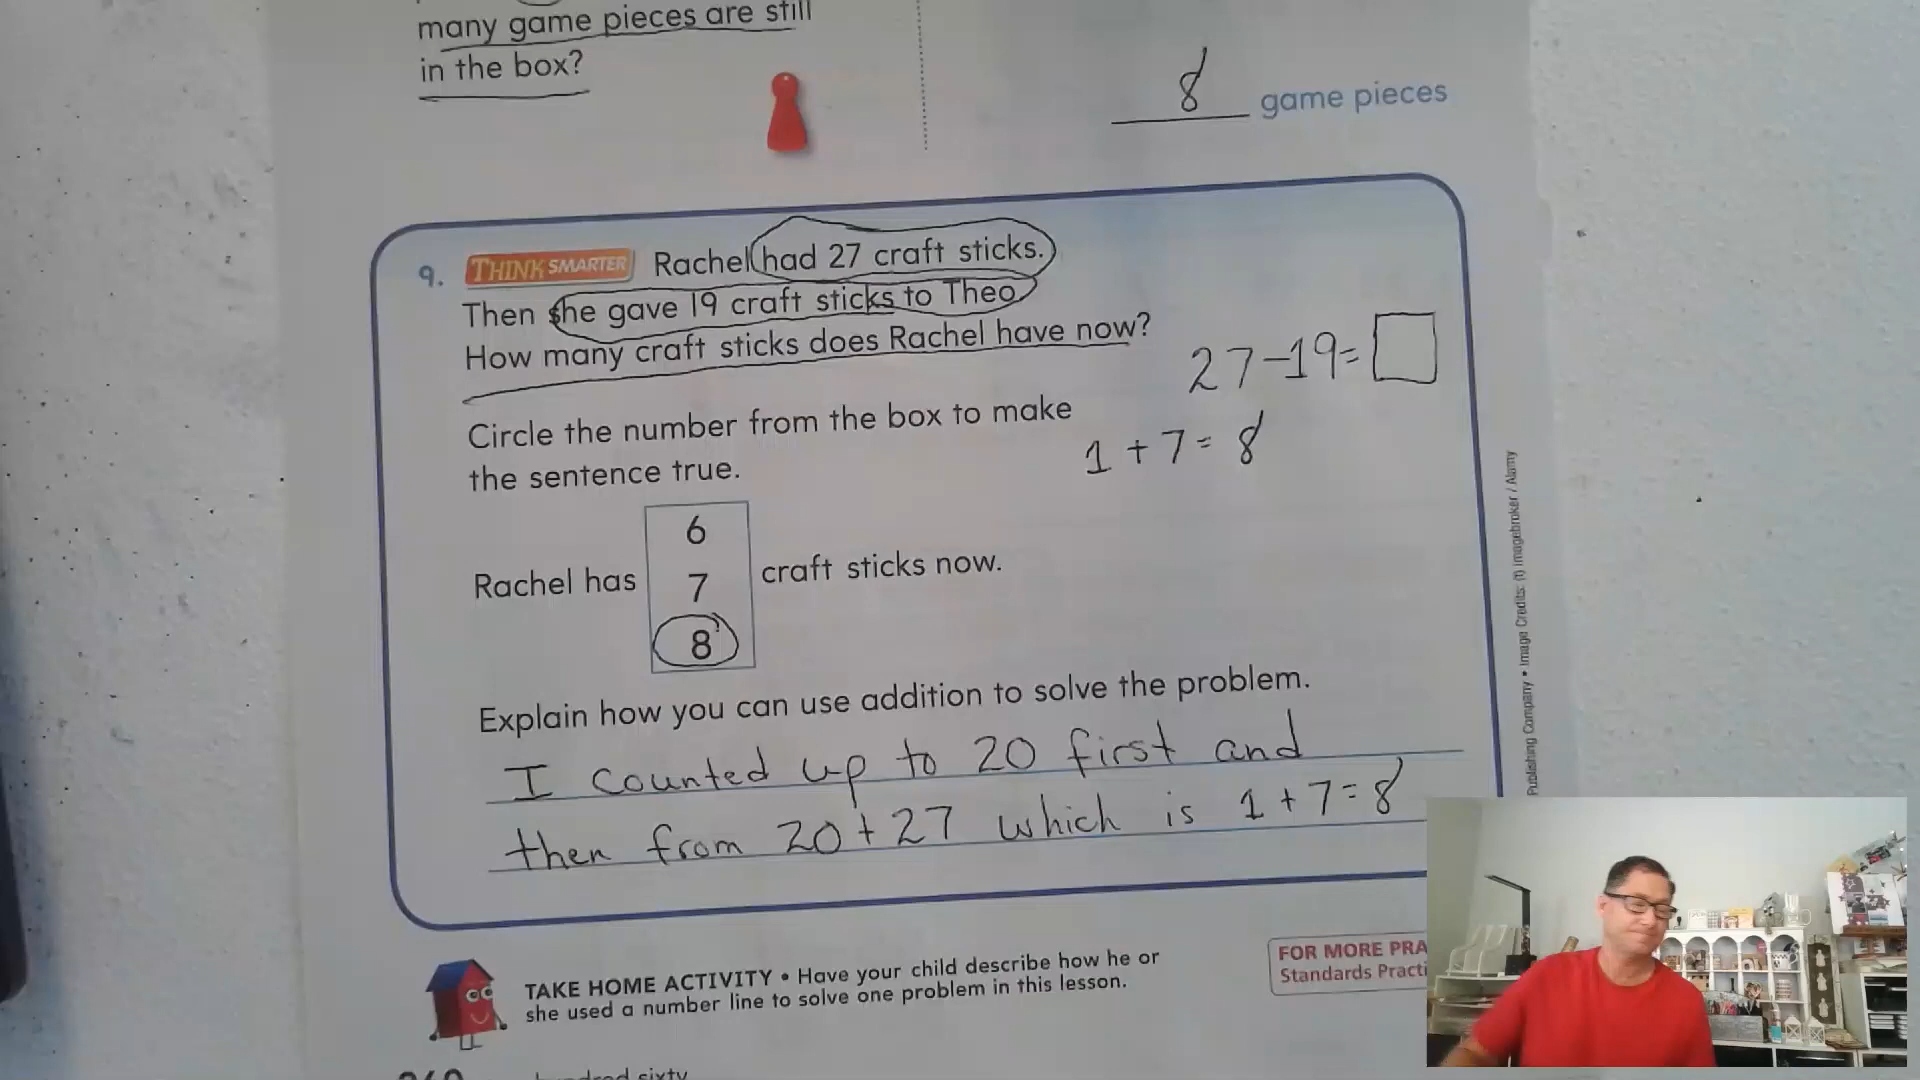 many game pieces are still
in the box?
8 game pieces
9. THINK SMARTER Rachel had 27 craft sticks.
Then she gave 19 craft sticks to Theo.
How many craft sticks does Rachel have now?
27-19=
Circle the number from the box to make
the sentence true.
1+7=8
6
Rachel has 7 craft sticks now.
8
Explain how you can use addition to solve the problem.
I counted up to 20 first and
then from 20+27 which is 1+7=8
Publishing Company • Image Credits: (t) Imagebroker / Alamy
TAKE HOME ACTIVITY • Have your child describe how he or
she used a number line to solve one problem in this lesson.
FOR MORE PRA
Standards Practi
sixty